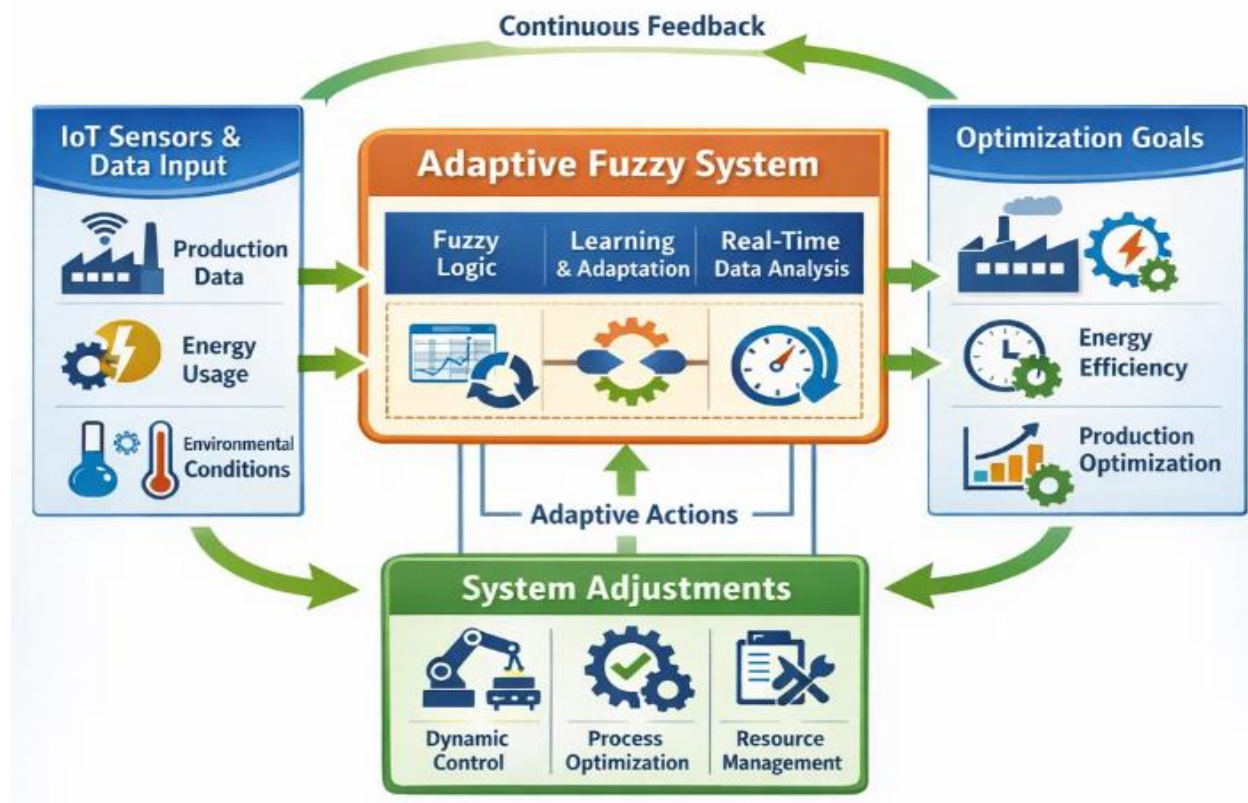 Continuous Feedback
IoT Sensors &
Data Input
Production
Data
Energy
Usage
Environmental
Conditions
Adaptive Fuzzy System
Fuzzy
Logic
Learning
& Adaptation
Real-Time
Data Analysis
Optimization Goals
Energy
Efficiency
Production
Optimization
Adaptive Actions
System Adjustments
Dynamic
Control
Process
Optimization
Resource
Management